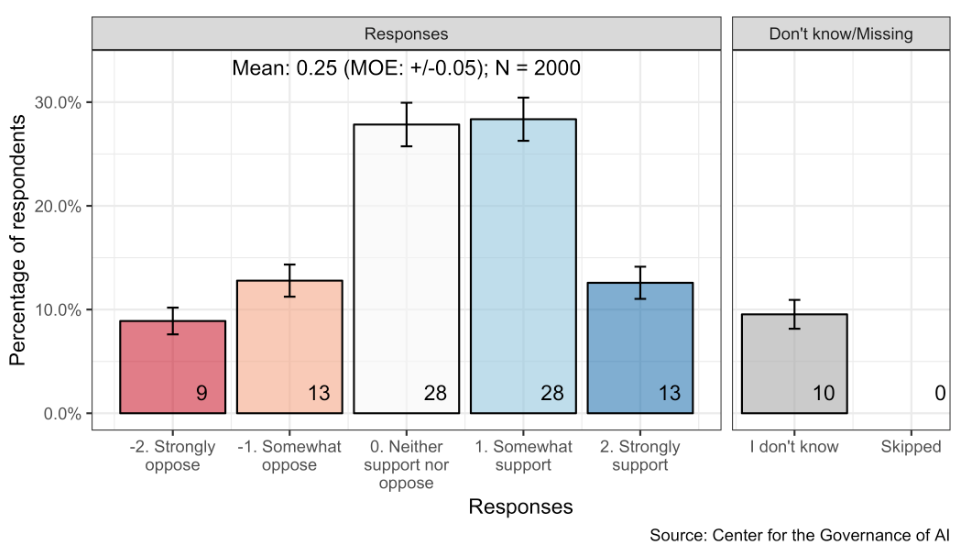 Responses
Don't know/Missing
Mean: 0.25 (MOE: +/-0.05); N = 2000
Percentage of respondents
30.0%
20.0%
10.0%
0.0%
9
13
28
28
13
10
0
-2. Strongly
oppose
-1. Somewhat
oppose
0. Neither
support nor
oppose
1. Somewhat
support
2. Strongly
support
I don't know
Skipped
Responses
Source: Center for the Governance of AI